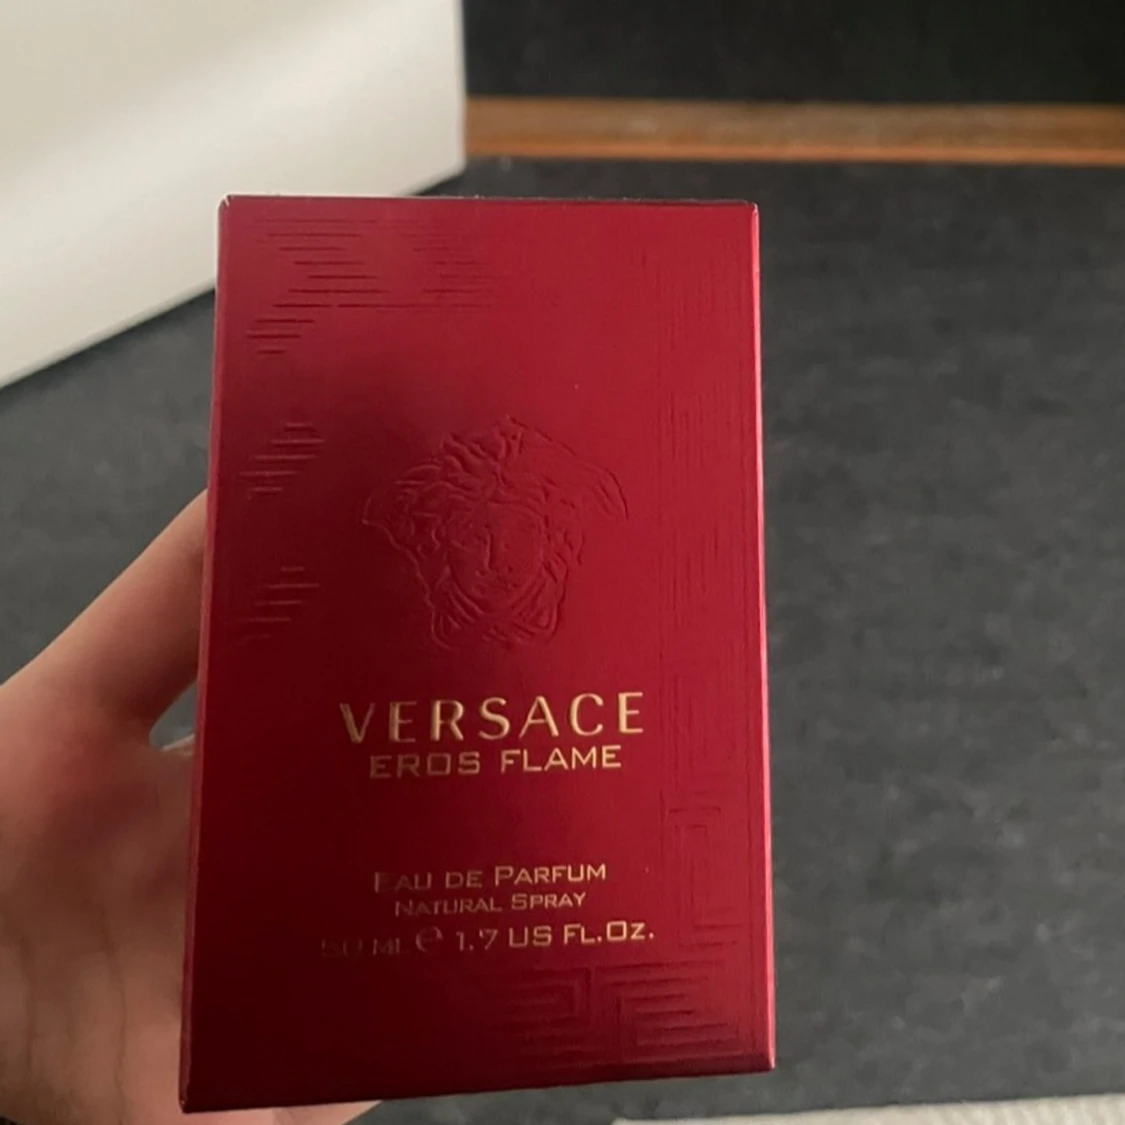 VERSACE
EROS FLAME
EAU DE PARFUM
NATURAL SPRAY
50 ML e 1.7 US FL.OZ.